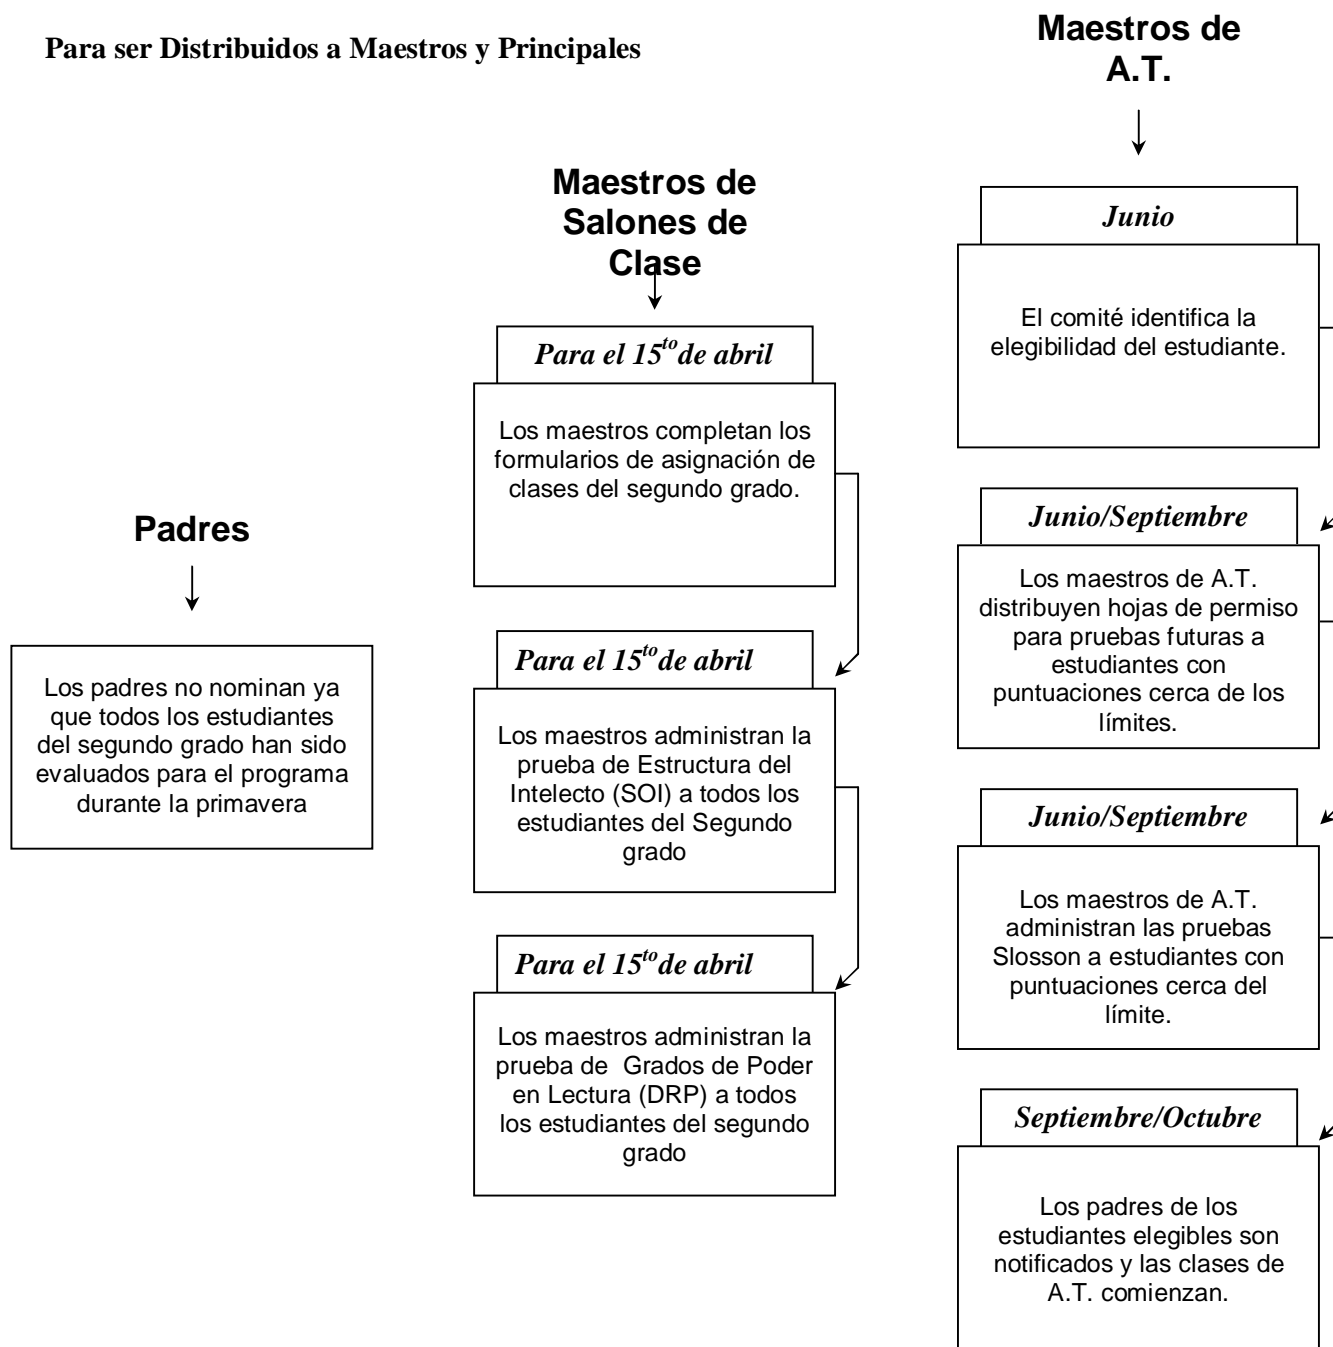 Para ser Distribuidos a Maestros y Principales
Padres
Los padres no nominan ya
que todos los estudiantes
del segundo grado han sido
evaluados para el programa
durante la primavera
Maestros de
Salones de
Clase
Para el 15to de abril
Los maestros completan los
formularios de asignación de
clases del segundo grado.
Para el 15to de abril
Los maestros administran la
prueba de Estructura del
Intelecto (SOI) a todos los
estudiantes del Segundo
grado
Para el 15to de abril
Los maestros administran la
prueba de Grados de Poder
en Lectura (DRP) a todos
los estudiantes del segundo
grado
Maestros de
A.T.
Junio
El comité identifica la
elegibilidad del estudiante.
Junio/Septiembre
Los maestros de A.T.
distribuyen hojas de permiso
para pruebas futuras a
estudiantes con
puntuaciones cerca de los
límites.
Junio/Septiembre
Los maestros de A.T.
administran las pruebas
Slosson a estudiantes con
puntuaciones cerca del
límite.
Septiembre/Octubre
Los padres de los
estudiantes elegibles son
notificados y las clases de
A.T. comienzan.